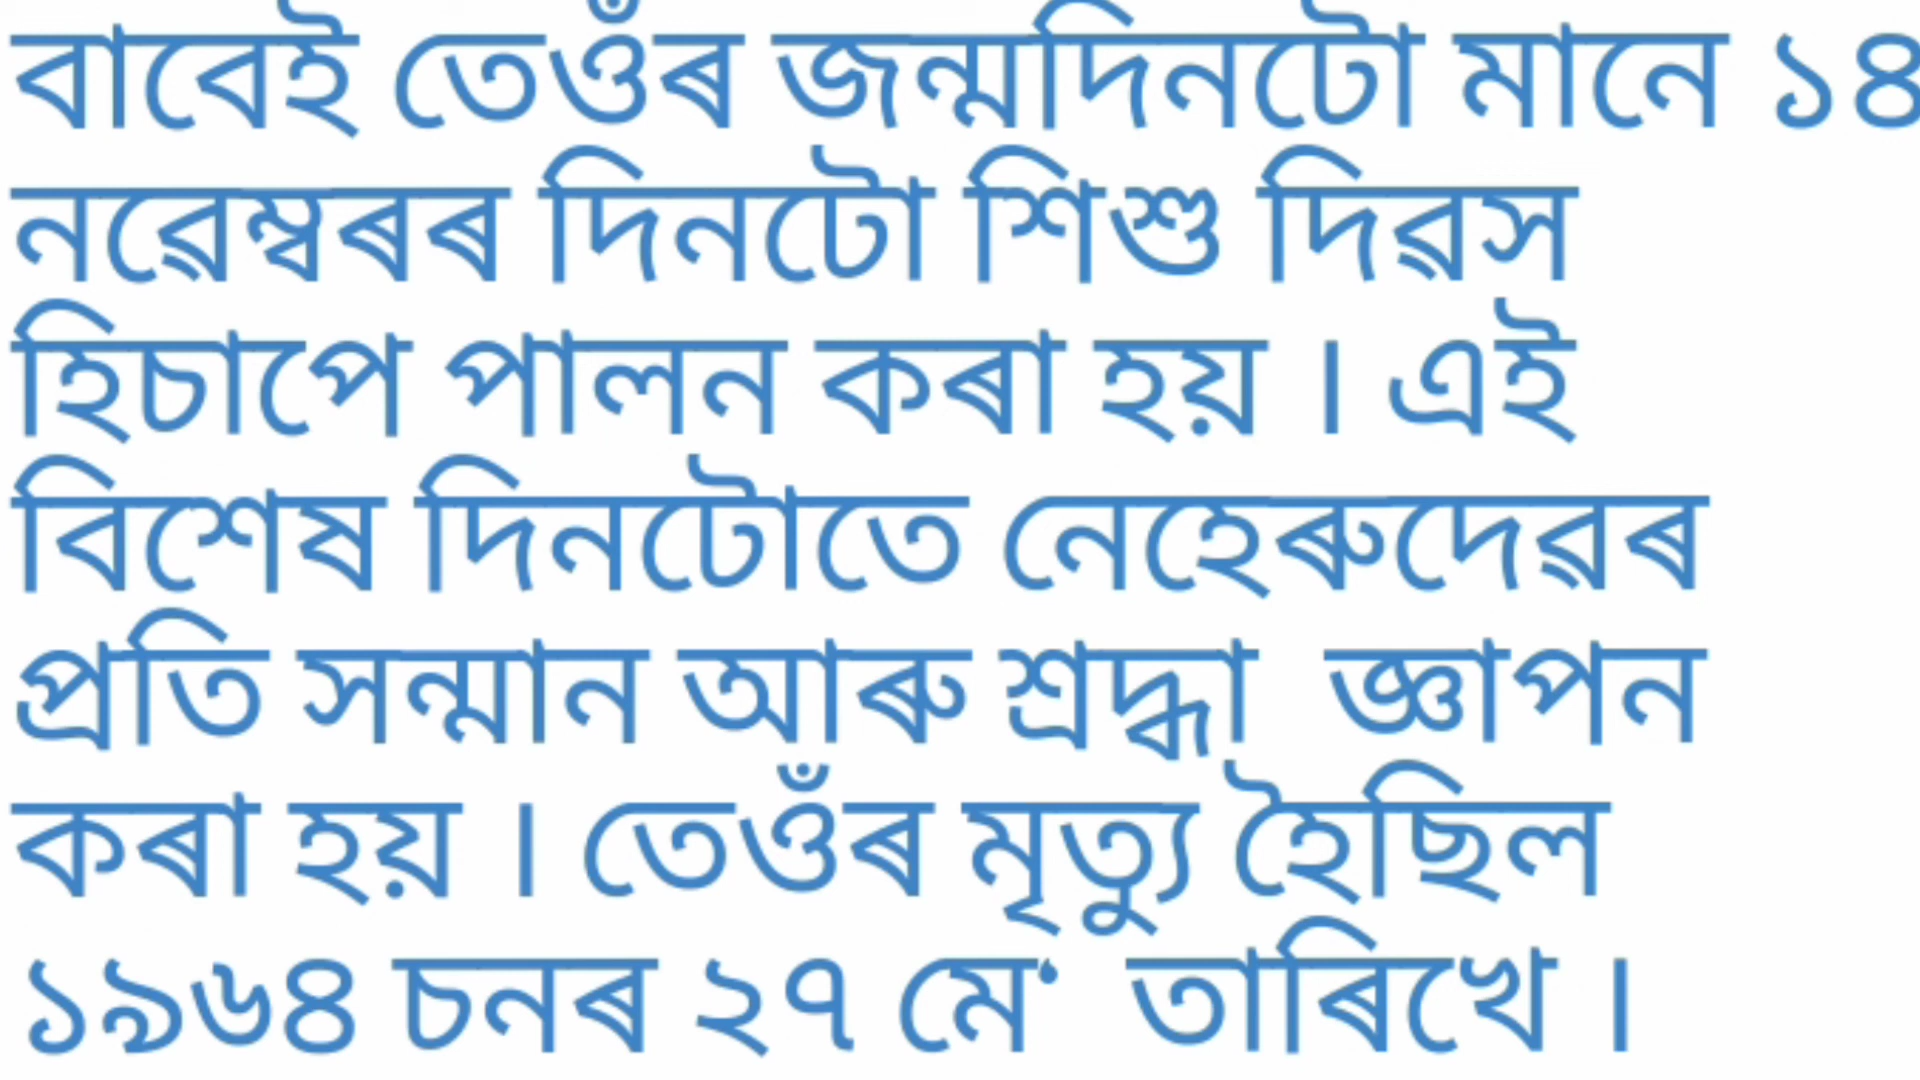 বাবেই তেওঁৰ জন্মদিনটো মানে ১৪
নৱেম্বৰৰ দিনটো শিশু দিৱস
হিচাপে পালন কৰা হয় । এই
বিশেষ দিনটোতে নেহেৰুদেৱৰ
প্ৰতি সন্মান আৰু শ্ৰদ্ধা জ্ঞাপন
কৰা হয় । তেওঁৰ মৃত্যু হৈছিল
১৯৬৪ চনৰ ২৭ মে' তাৰিখে ।